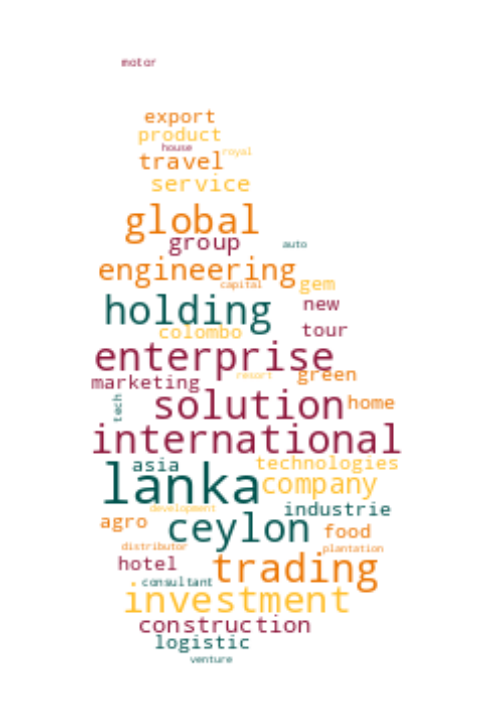 motor
export
product
house
royal
travel
service
global
group
auto
engineering
capital
gem
holding
new
colombo
tour
enterprise
resort
green
marketing
tech
solution
home
international
asia
technologies
lanka
company
development
industrie
agro
ceylon
food
distributor
plantation
hotel
trading
consultant
investment
construction
logistic
venture